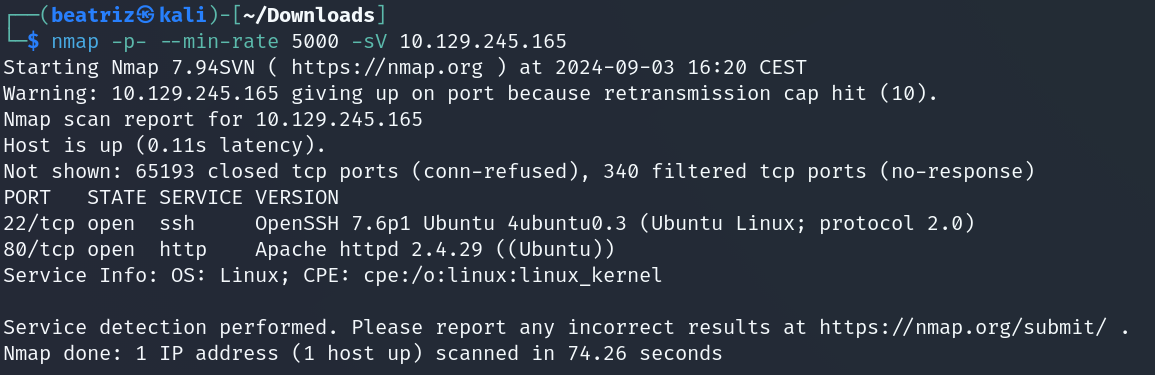 ┌──(beatriz㉿kali)-[~/Downloads]
└─$ nmap -p- --min-rate 5000 -sV 10.129.245.165
Starting Nmap 7.94SVN ( https://nmap.org ) at 2024-09-03 16:20 CEST
Warning: 10.129.245.165 giving up on port because retransmission cap hit (10).
Nmap scan report for 10.129.245.165
Host is up (0.11s latency).
Not shown: 65193 closed tcp ports (conn-refused), 340 filtered tcp ports (no-response)
PORT   STATE SERVICE VERSION
22/tcp open  ssh     OpenSSH 7.6p1 Ubuntu 4ubuntu0.3 (Ubuntu Linux; protocol 2.0)
80/tcp open  http    Apache httpd 2.4.29 ((Ubuntu))
Service Info: OS: Linux; CPE: cpe:/o:linux:linux_kernel

Service detection performed. Please report any incorrect results at https://nmap.org/submit/ .
Nmap done: 1 IP address (1 host up) scanned in 74.26 seconds